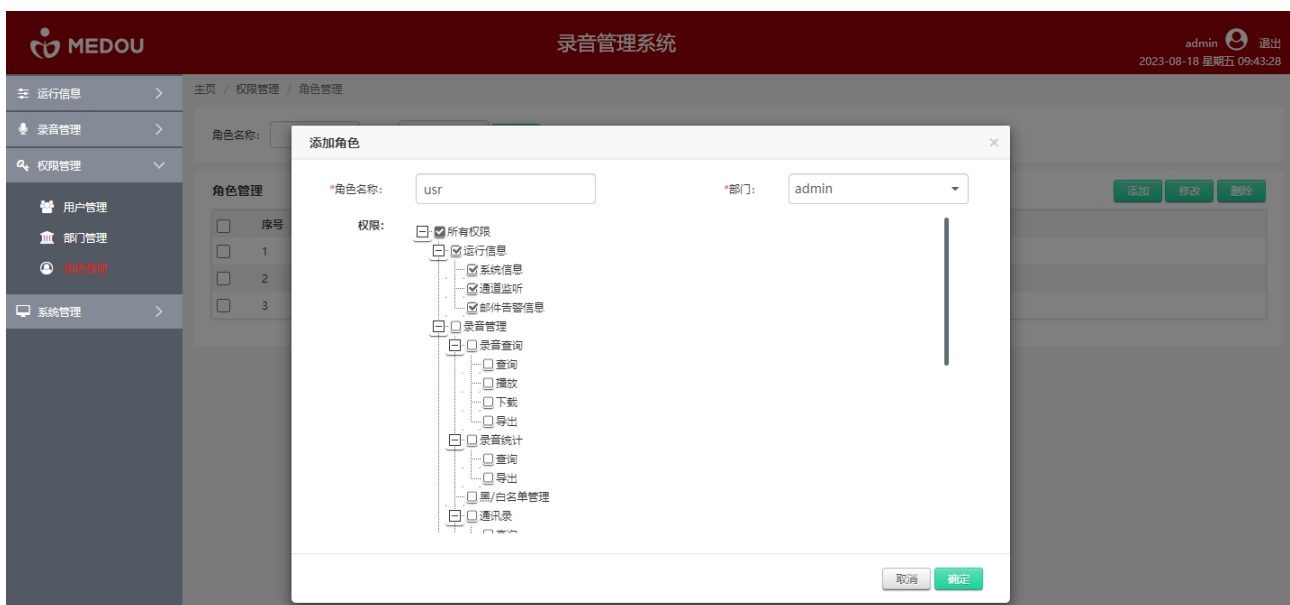 MEDOU
录音管理系统
admin 退出
2023-08-18 星期五 09:43:28
运行信息
录音管理
权限管理
用户管理
部门管理
角色管理
系统管理
主页 / 权限管理 / 角色管理
角色名称:
角色管理
添加 修改 删除
序号
1
2
3
添加角色
*角色名称: usr *部门: admin
权限:
所有权限
运行信息
系统信息
通道监听
邮件告警信息
录音管理
录音查询
查询
播放
下载
导出
录音统计
查询
导出
黑/白名单管理
通讯录
取消 确定